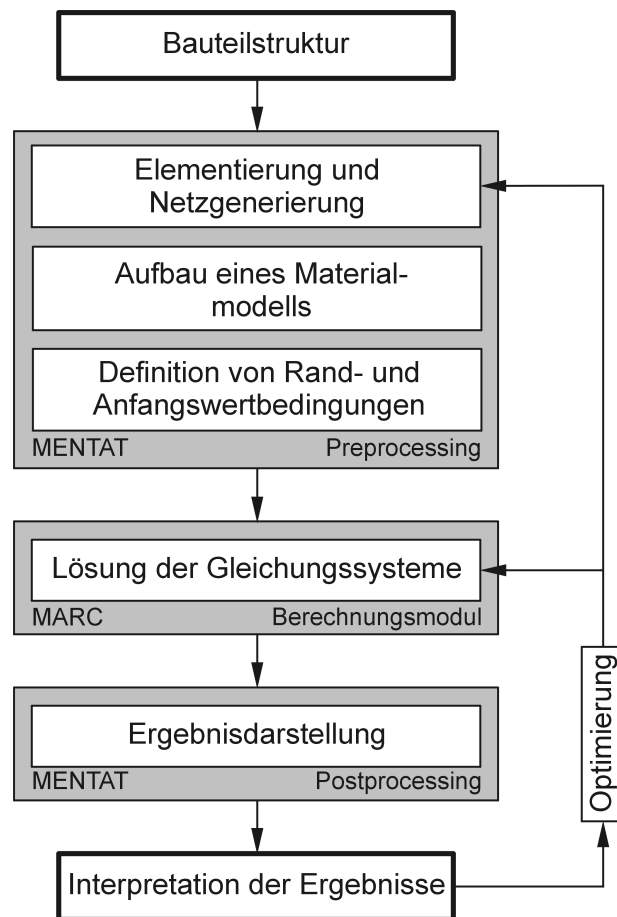 Bauteilstruktur
Elementierung und
Netzgenerierung
Aufbau eines Material-
modells
Definition von Rand- und
Anfangswertbedingungen
MENTAT Preprocessing
Lösung der Gleichungssysteme
MARC Berechnungsmodul
Ergebnisdarstellung
MENTAT Postprocessing
Optimierung
Interpretation der Ergebnisse